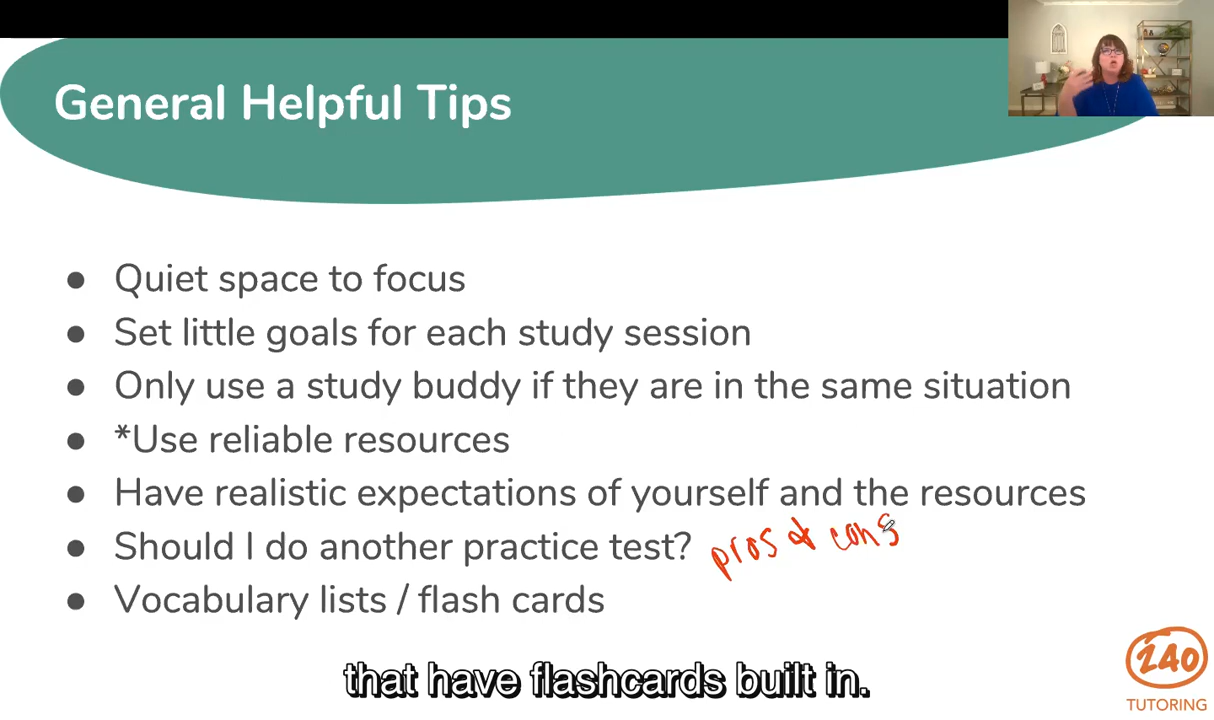 General Helpful Tips
● Quiet space to focus
● Set little goals for each study session
● Only use a study buddy if they are in the same situation
● *Use reliable resources
● Have realistic expectations of yourself and the resources
● Should I do another practice test? pros & cons
● Vocabulary lists / flash cards
that have flashcards built in.
240
TUTORING